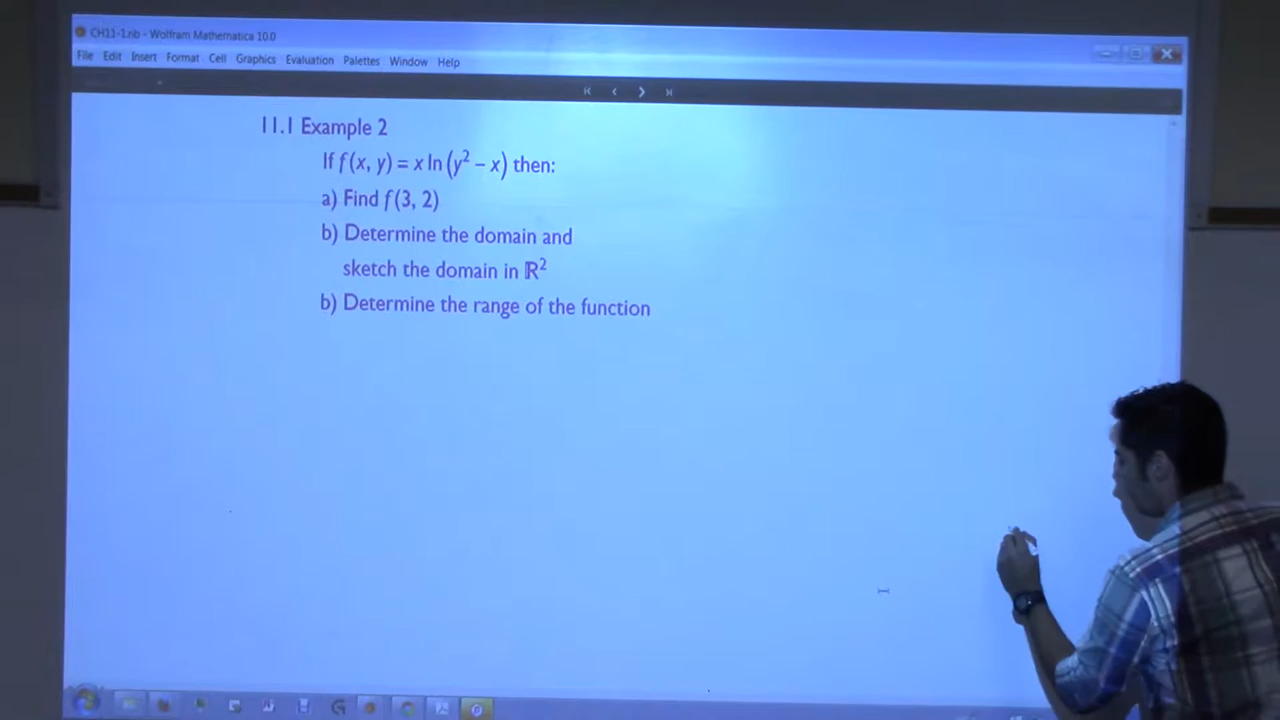 CH11-1.nb - Wolfram Mathematica 10.0
File Edit Insert Format Cell Graphics Evaluation Palettes Window Help
11.1 Example 2
If f(x, y) = x ln(y² − x) then:
a) Find f(3, 2)
b) Determine the domain and
sketch the domain in ℝ²
b) Determine the range of the function